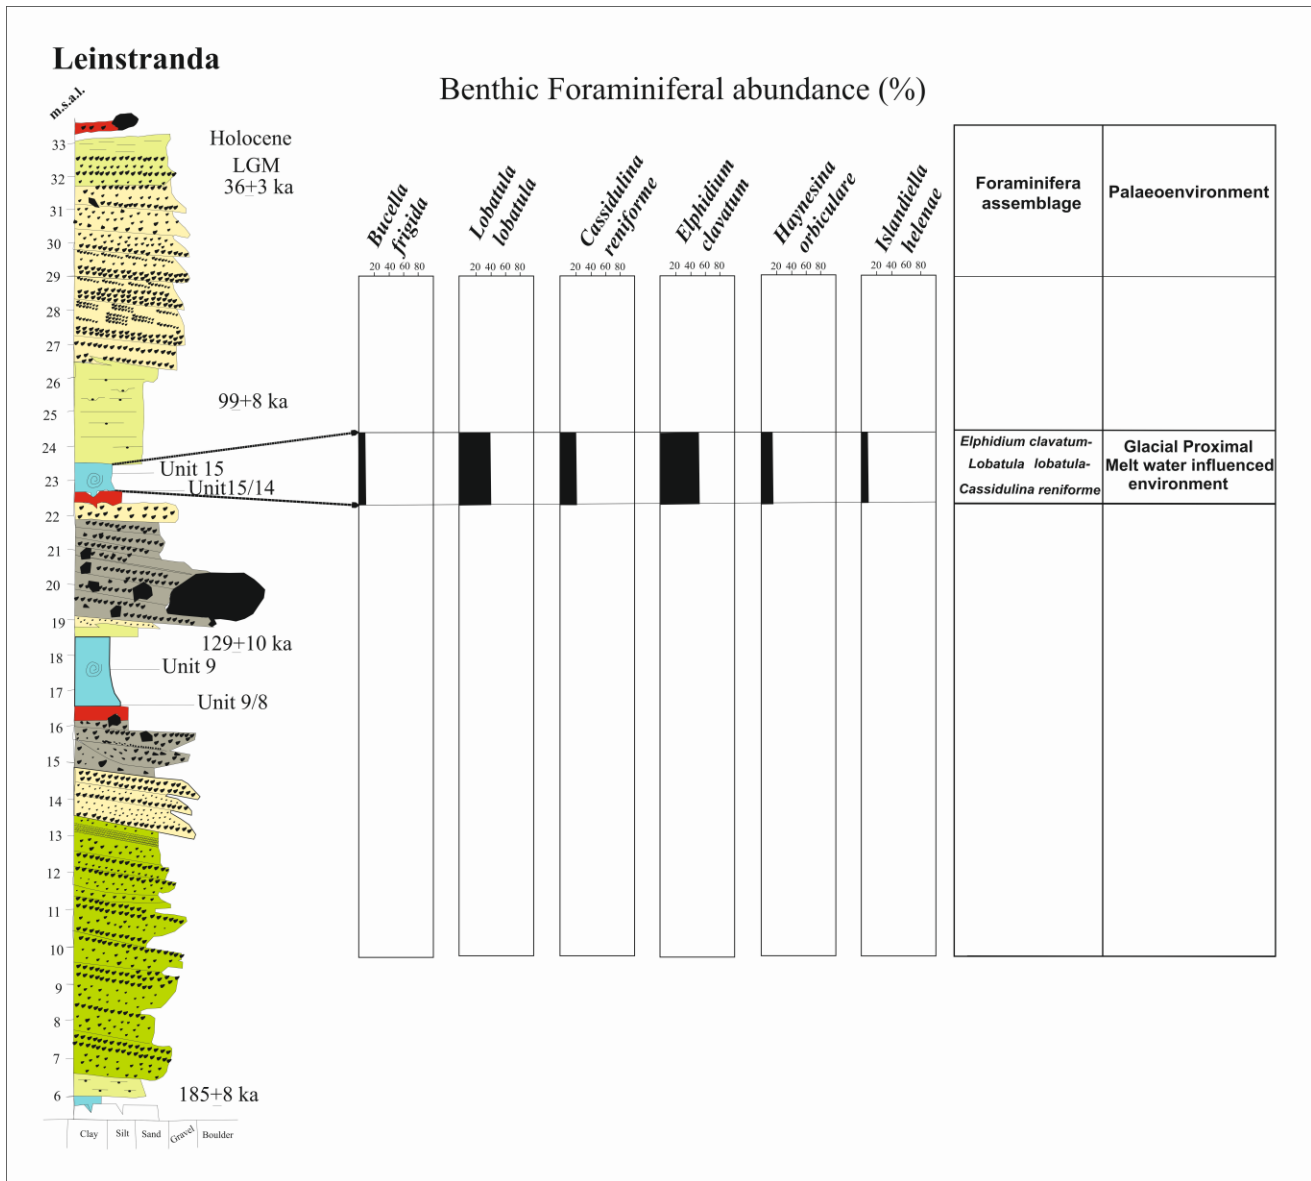 Leinstranda
m.s.a.l.
Benthic Foraminiferal abundance (%)
Holocene
LGM
36±3 ka
99±8 ka
Unit 15
Unit15/14
129±10 ka
Unit 9
Unit 9/8
185±8 ka
33
32
31
30
29
28
27
26
25
24
23
22
21
20
19
18
17
16
15
14
13
12
11
10
9
8
7
6
Clay Silt Sand Gravel Boulder
Bucella
frigida
Lobatula
lobatula
Cassidulina
reniforme
Elphidium
clavatum
Haynesina
orbiculare
Islandiella
helenae
20 40 60 80
20 40 60 80
20 40 60 80
20 40 60 80
20 40 60 80
20 40 60 80
Foraminifera
assemblage
Palaeoenvironment
Elphidium clavatum-
Lobatula lobatula-
Cassidulina reniforme
Glacial Proximal
Melt water influenced
environment